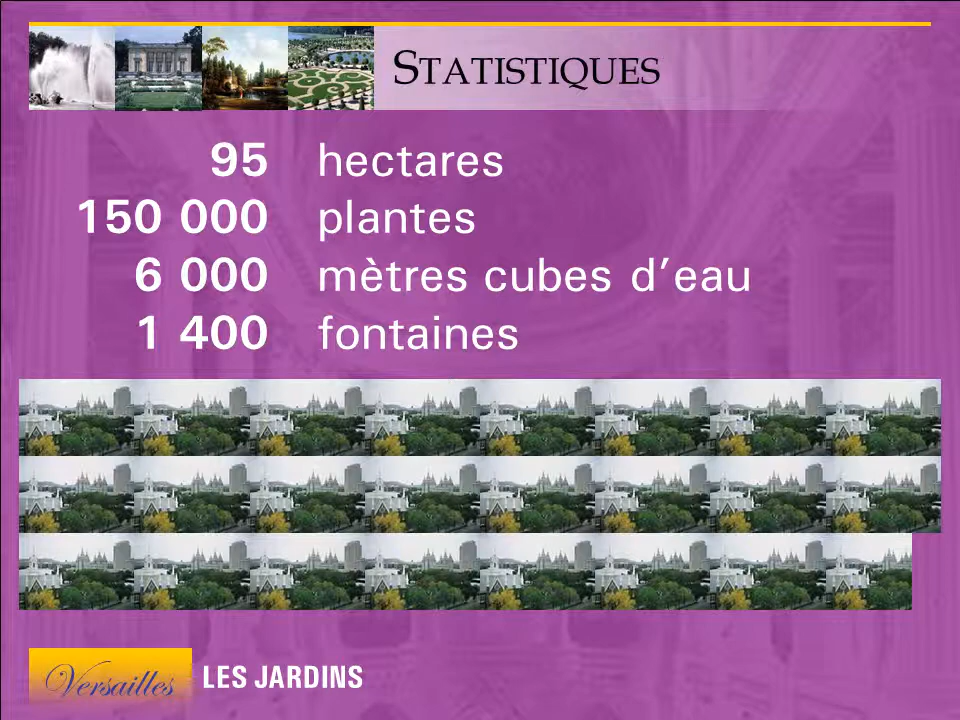 STATISTIQUES
95 hectares
150 000 plantes
6 000 mètres cubes d’eau
1 400 fontaines
Versailles LES JARDINS